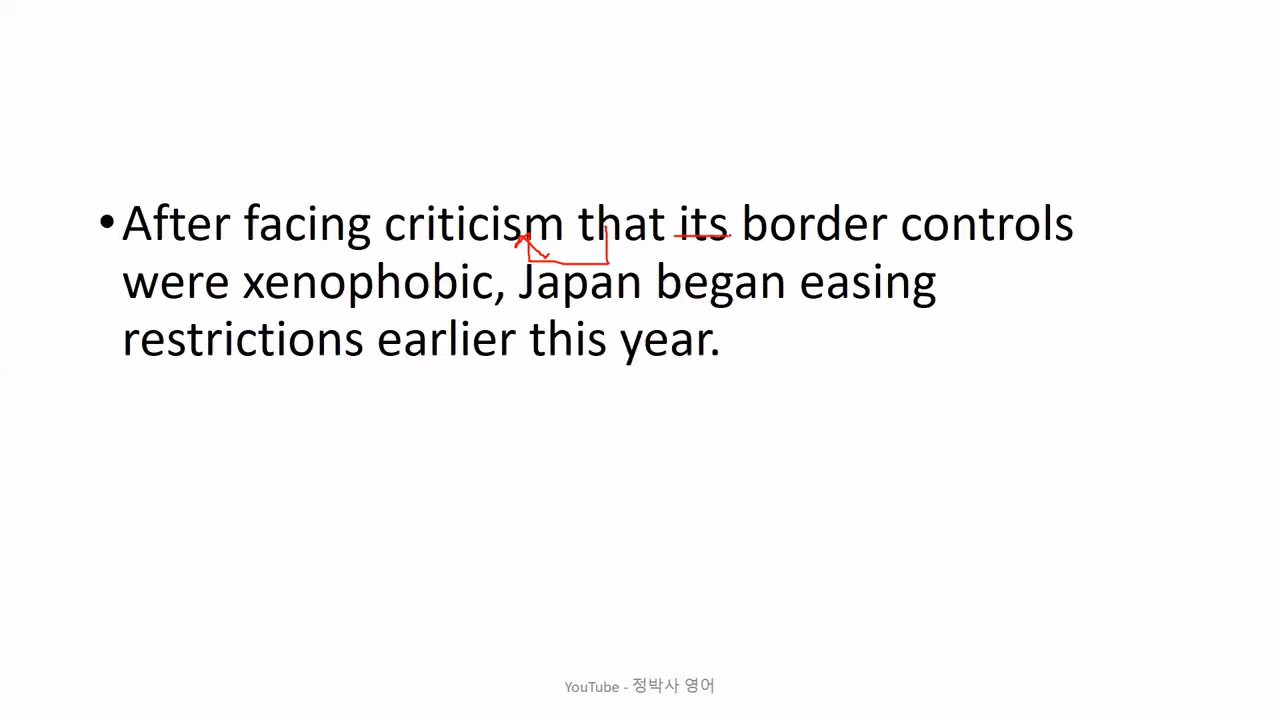 •After facing criticism that its border controls
were xenophobic, Japan began easing
restrictions earlier this year.
YouTube - 정박사 영어